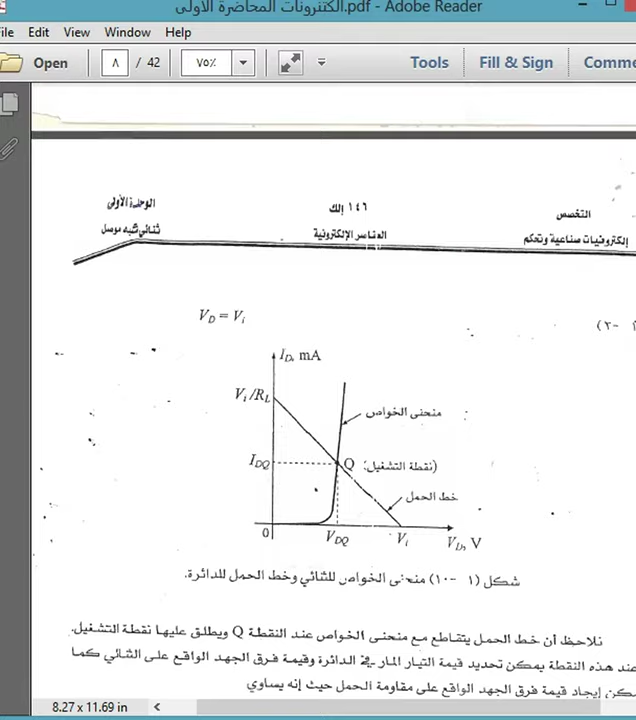 الكترونات المحاضرة الاولى.pdf - Adobe Reader
File Edit View Window Help
Open ٨ / 42 ٧٥٪ Tools Fill & Sign Comme
التخصص ١٤٦ إلك الوحدة الأولى
إلكترونيات صناعية وتحكم العناصر الإلكترونية ثنائي شبه موصل
V_D = V_i
I_D, mA
V_i /R_L
منحنى الخواص
I_DQ Q (نقطة التشغيل)
خط الحمل
0 V_DQ V_i V_D, V
شكل (١ -١٠) منحنى الخواص للثنائي وخط الحمل للدائرة.
نلاحظ أن خط الحمل يتقاطع مع منحنى الخواص عند النقطة Q ويطلق عليها نقطة التشغيل.
عند هذه النقطة يمكن تحديد قيمة التيار المار في الدائرة وقيمة فرق الجهد الواقع على الثنائي كما
يمكن إيجاد قيمة فرق الجهد الواقع على مقاومة الحمل حيث إنه يساوي
8.27 x 11.69 in